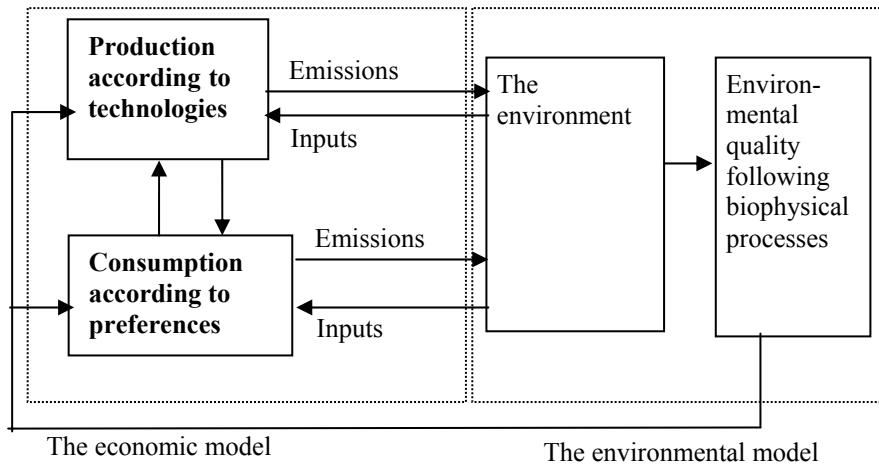 Production
according to
technologies
Emissions
Inputs
Consumption
according to
preferences
Emissions
Inputs
The
environment
Environ-
mental
quality
following
biophysical
processes
The economic model
The environmental model